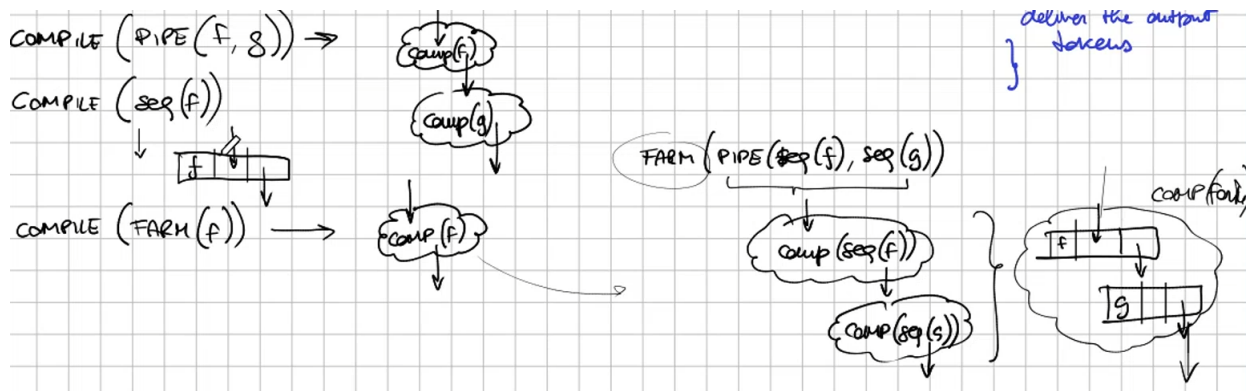 COMPILE (PIPE (f, g)) →
comp(f)
COMPILE (seq (f))
comp(g)
f
COMPILE (FARM (f)) →
comp (f)
deliver the output
tokens
FARM (PIPE (seq (f), seq (g))
comp (seq (f))
comp (seq (g))
f
g